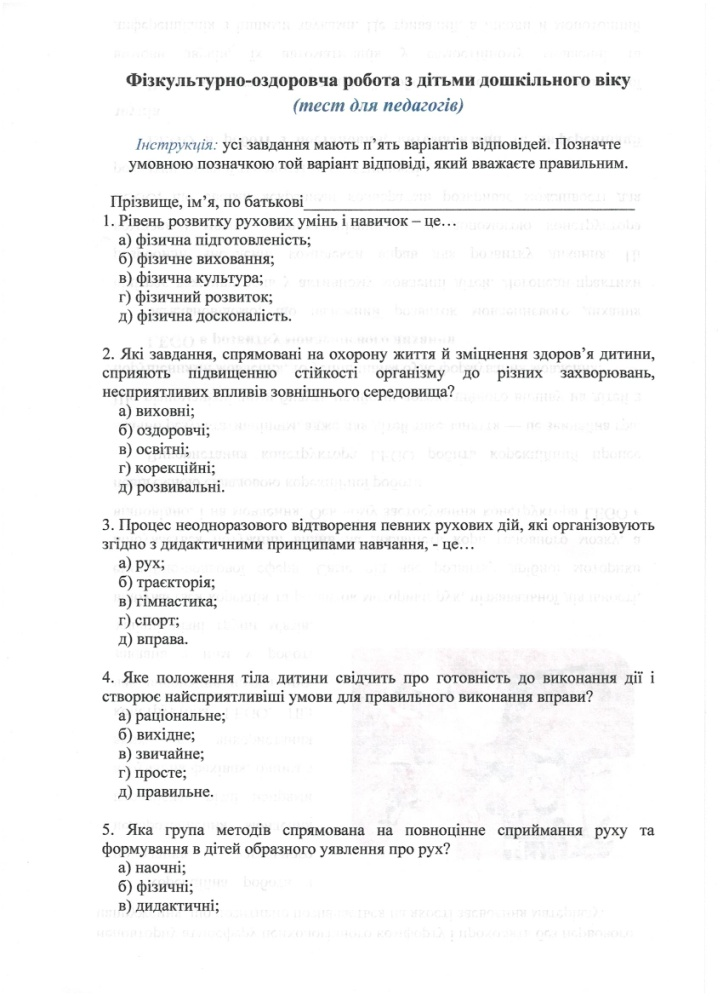 Фізкультурно-оздоровча робота з дітьми дошкільного віку
(тест для педагогів)
Інструкція: усі завдання мають п’ять варіантів відповідей. Позначте
умовною позначкою той варіант відповіді, який вважаєте правильним.
Прізвище, ім’я, по батькові
1. Рівень розвитку рухових умінь і навичок – це…
а) фізична підготовленість;
б) фізичне виховання;
в) фізична культура;
г) фізичний розвиток;
д) фізична досконалість.
2. Які завдання, спрямовані на охорону життя й зміцнення здоров’я дитини,
сприяють підвищенню стійкості організму до різних захворювань,
несприятливих впливів зовнішнього середовища?
а) виховні;
б) оздоровчі;
в) освітні;
г) корекційні;
д) розвивальні.
3. Процес неодноразового відтворення певних рухових дій, які організовують
згідно з дидактичними принципами навчання, - це…
а) рух;
б) траєкторія;
в) гімнастика;
г) спорт;
д) вправа.
4. Яке положення тіла дитини свідчить про готовність до виконання дії і
створює найсприятливіші умови для правильного виконання вправи?
а) раціональне;
б) вихідне;
в) звичайне;
г) просте;
д) правильне.
5. Яка група методів спрямована на повноцінне сприймання руху та
формування в дітей образного уявлення про рух?
а) наочні;
б) фізичні;
в) дидактичні;